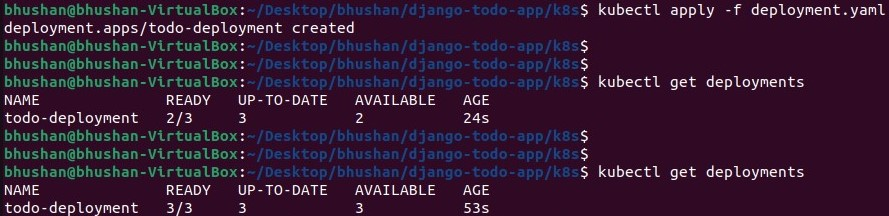 bhushan@bhushan-VirtualBox:~/Desktop/bhushan/django-todo-app/k8s$ kubectl apply -f deployment.yaml
deployment.apps/todo-deployment created
bhushan@bhushan-VirtualBox:~/Desktop/bhushan/django-todo-app/k8s$
bhushan@bhushan-VirtualBox:~/Desktop/bhushan/django-todo-app/k8s$
bhushan@bhushan-VirtualBox:~/Desktop/bhushan/django-todo-app/k8s$ kubectl get deployments
NAME              READY   UP-TO-DATE   AVAILABLE   AGE
todo-deployment   2/3     3            2           24s
bhushan@bhushan-VirtualBox:~/Desktop/bhushan/django-todo-app/k8s$
bhushan@bhushan-VirtualBox:~/Desktop/bhushan/django-todo-app/k8s$
bhushan@bhushan-VirtualBox:~/Desktop/bhushan/django-todo-app/k8s$ kubectl get deployments
NAME              READY   UP-TO-DATE   AVAILABLE   AGE
todo-deployment   3/3     3            3           53s